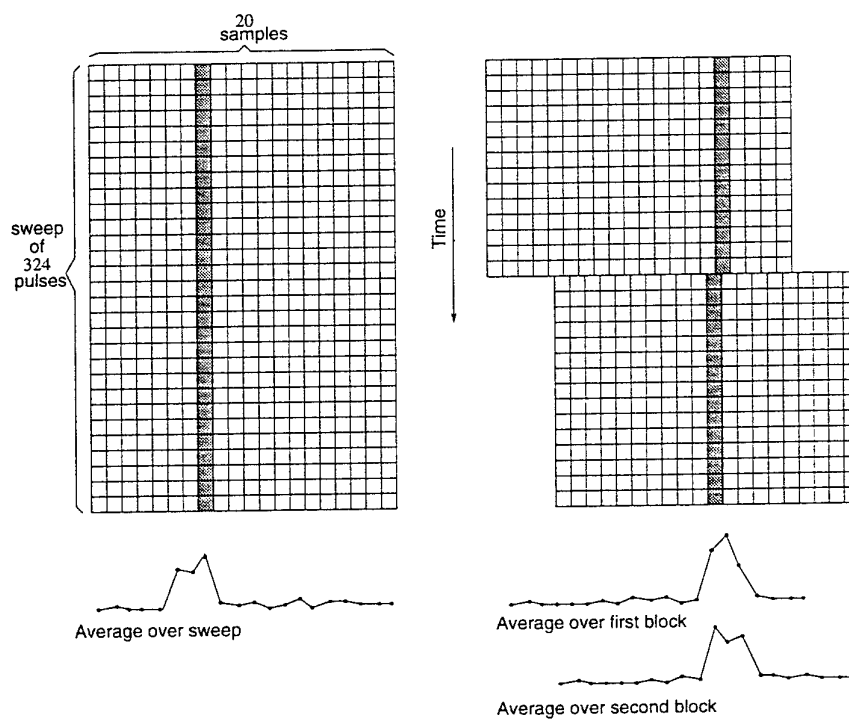 20
samples
sweep
of
324
pulses
Time
Average over sweep
Average over first block
Average over second block